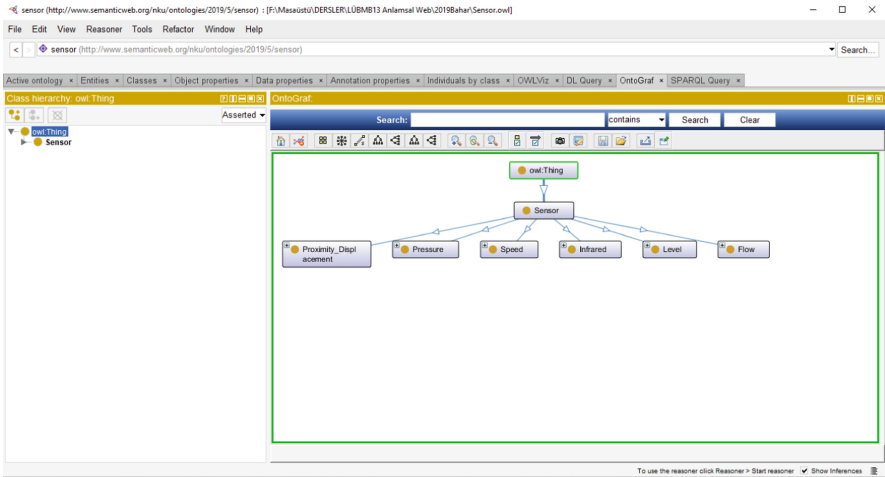 sensor (http://www.semanticweb.org/nku/ontologies/2019/5/sensor) : [F:\Masaüstü\DERSLER\LÜBMB13 Anlamsal Web\2019Bahar\Sensor.owl]
File Edit View Reasoner Tools Refactor Window Help
< > sensor (http://www.semanticweb.org/nku/ontologies/2019/5/sensor) Search...
Active ontology × Entities × Classes × Object properties × Data properties × Annotation properties × Individuals by class × OWLViz × DL Query × OntoGraf × SPARQL Query ×
Class hierarchy: owl:Thing
OntoGraf:
Asserted
Search: contains Search Clear
owl:Thing
Sensor
owl:Thing
Sensor
Proximity_Displ
acement
Pressure
Speed
Infrared
Level
Flow
To use the reasoner click Reasoner > Start reasoner Show Inferences